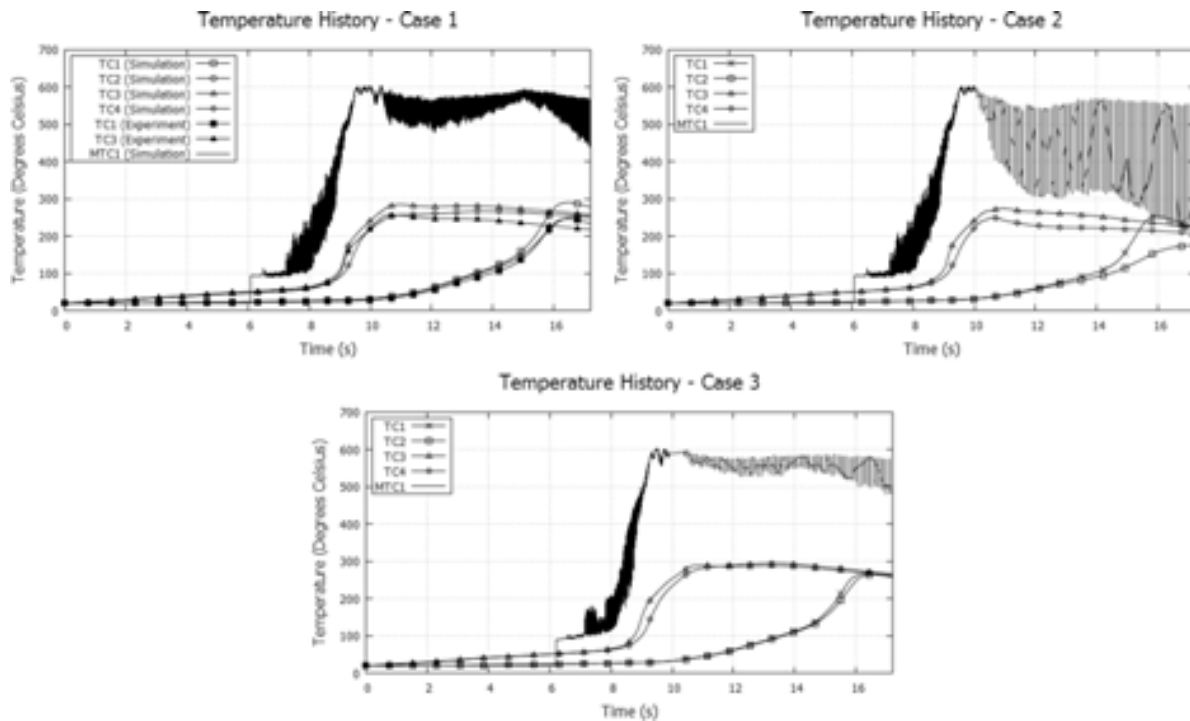 Temperature History - Case 1
700
600
500
400
300
200
100
0
Temperature (Degrees Celsius)
TC1 (Simulation)
TC2 (Simulation)
TC3 (Simulation)
TC4 (Simulation)
TC1 (Experiment)
TC3 (Experiment)
MTC1 (Simulation)
0 2 4 6 8 10 12 14 16
Time (s)
Temperature History - Case 2
700
600
500
400
300
200
100
0
Temperature (Degrees Celsius)
TC1
TC2
TC3
TC4
MTC1
0 2 4 6 8 10 12 14 16
Time (s)
Temperature History - Case 3
700
600
500
400
300
200
100
0
Temperature (Degrees Celsius)
TC1
TC2
TC3
TC4
MTC1
0 2 4 6 8 10 12 14 16
Time (s)